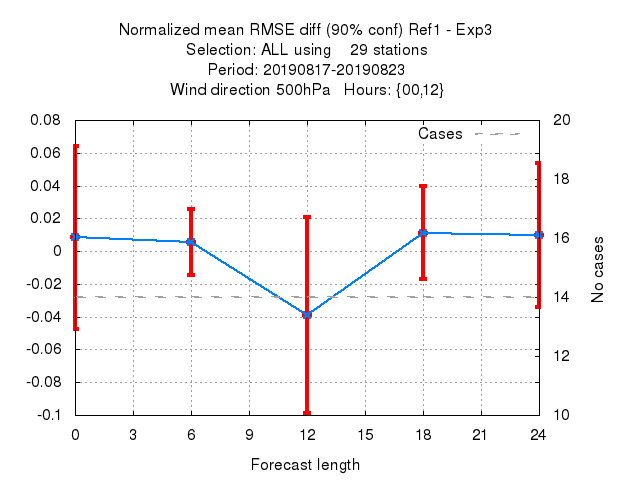 Normalized mean RMSE diff (90% conf) Ref1 - Exp3
Selection: ALL using    29 stations
Period: 20190817-20190823
Wind direction 500hPa   Hours: {00,12}
Cases
0.08
0.06
0.04
0.02
0
-0.02
-0.04
-0.06
-0.08
-0.1
20
18
16
14
12
10
No cases
0 3 6 9 12 15 18 21 24
Forecast length